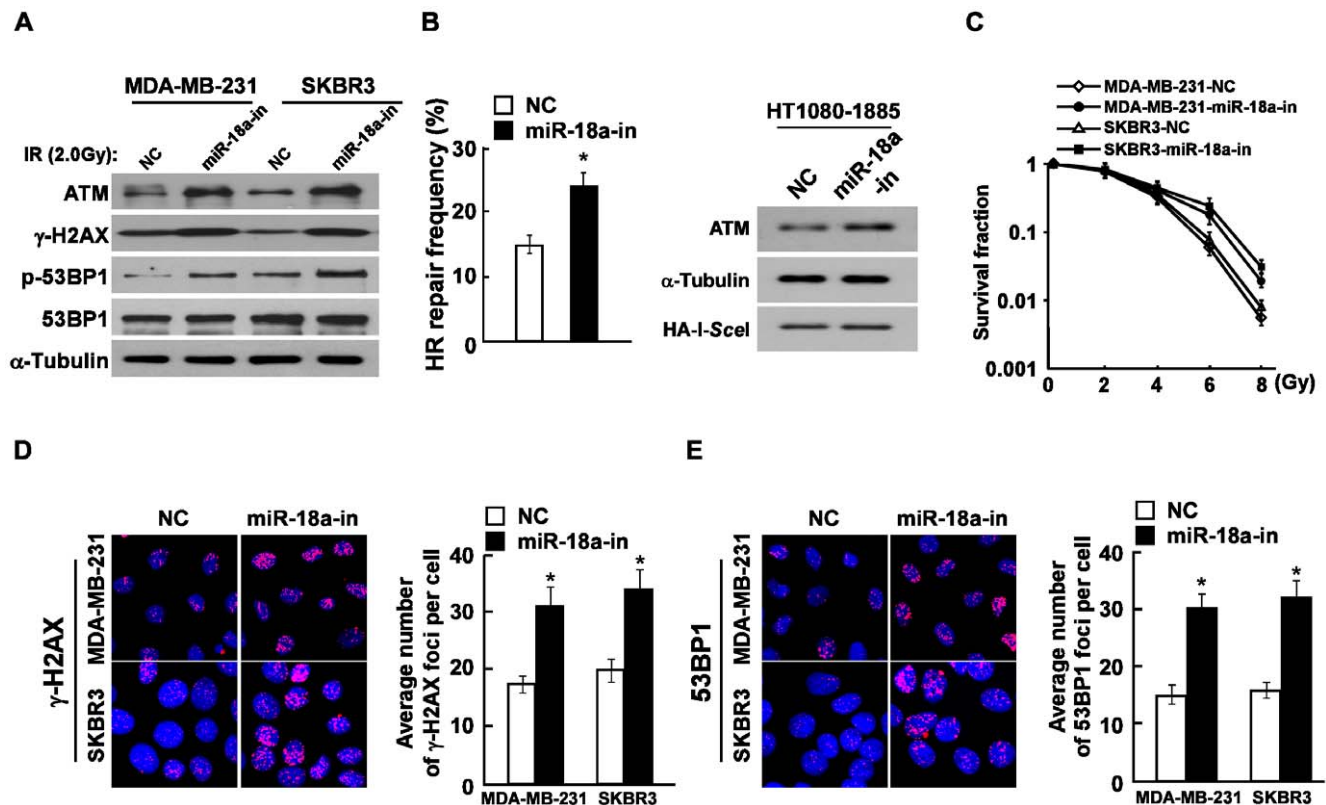 A
MDA-MB-231 SKBR3
IR (2.0Gy): NC miR-18a-in NC miR-18a-in
ATM
γ-H2AX
p-53BP1
53BP1
α-Tubulin
B
HR repair frequency (%)
NC
miR-18a-in
30
20
10
0
*
HT1080-1885
NC miR-18a
-in
ATM
α-Tubulin
HA-I-SceI
C
MDA-MB-231-NC
MDA-MB-231-miR-18a-in
SKBR3-NC
SKBR3-miR-18a-in
Survival fraction
1
0.1
0.01
0.001
0 2 4 6 8 (Gy)
D
NC miR-18a-in
γ-H2AX
MDA-MB-231
SKBR3
Average number
of γ-H2AX foci per cell
NC
miR-18a-in
40
30
20
10
0
* *
MDA-MB-231 SKBR3
E
NC miR-18a-in
53BP1
MDA-MB-231
SKBR3
Average number
of 53BP1 foci per cell
NC
miR-18a-in
40
30
20
10
0
* *
MDA-MB-231 SKBR3